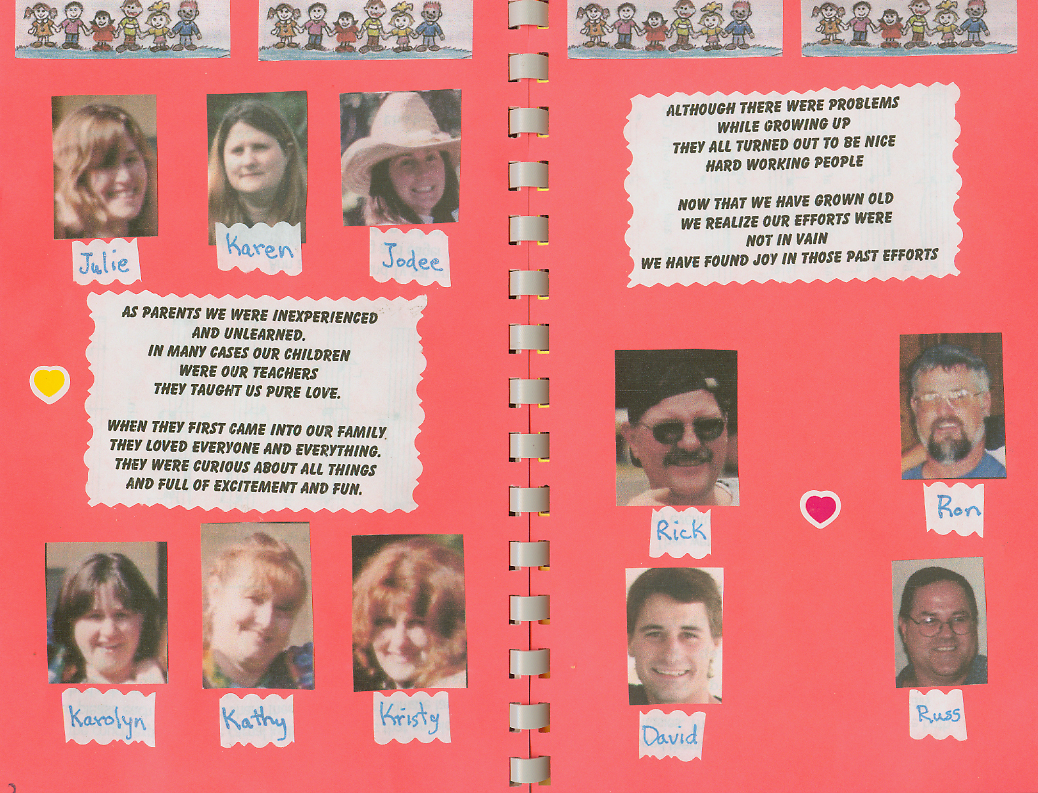 Julie
Karen
Jodee
AS PARENTS WE WERE INEXPERIENCED
AND UNLEARNED.
IN MANY CASES OUR CHILDREN
WERE OUR TEACHERS
THEY TAUGHT US PURE LOVE.
WHEN THEY FIRST CAME INTO OUR FAMILY
THEY LOVED EVERYONE AND EVERYTHING.
THEY WERE CURIOUS ABOUT ALL THINGS
AND FULL OF EXCITEMENT AND FUN.
Karolyn
Kathy
Kristy
ALTHOUGH THERE WERE PROBLEMS
WHILE GROWING UP
THEY ALL TURNED OUT TO BE NICE
HARD WORKING PEOPLE
NOW THAT WE HAVE GROWN OLD
WE REALIZE OUR EFFORTS WERE
NOT IN VAIN
WE HAVE FOUND JOY IN THOSE PAST EFFORTS
Rick
Ron
David
Russ